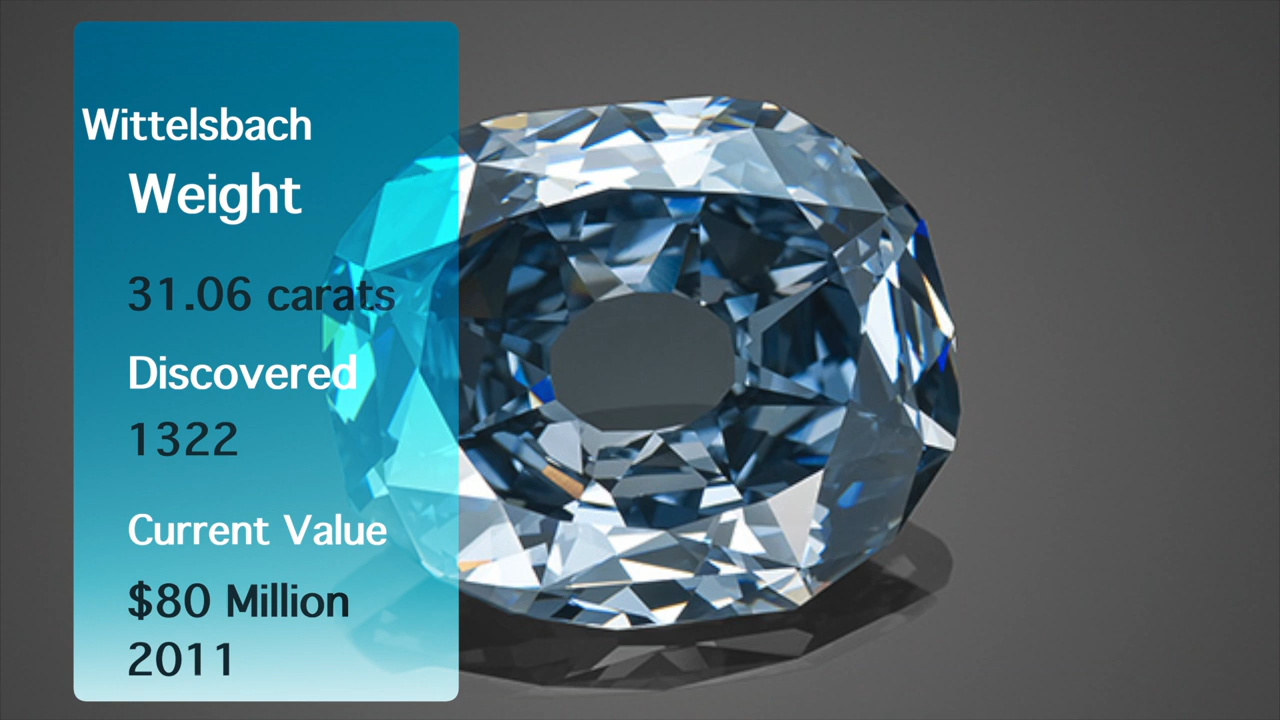 Wittelsbach
Weight
31.06 carats
Discovered
1322
Current Value
$80 Million
2011